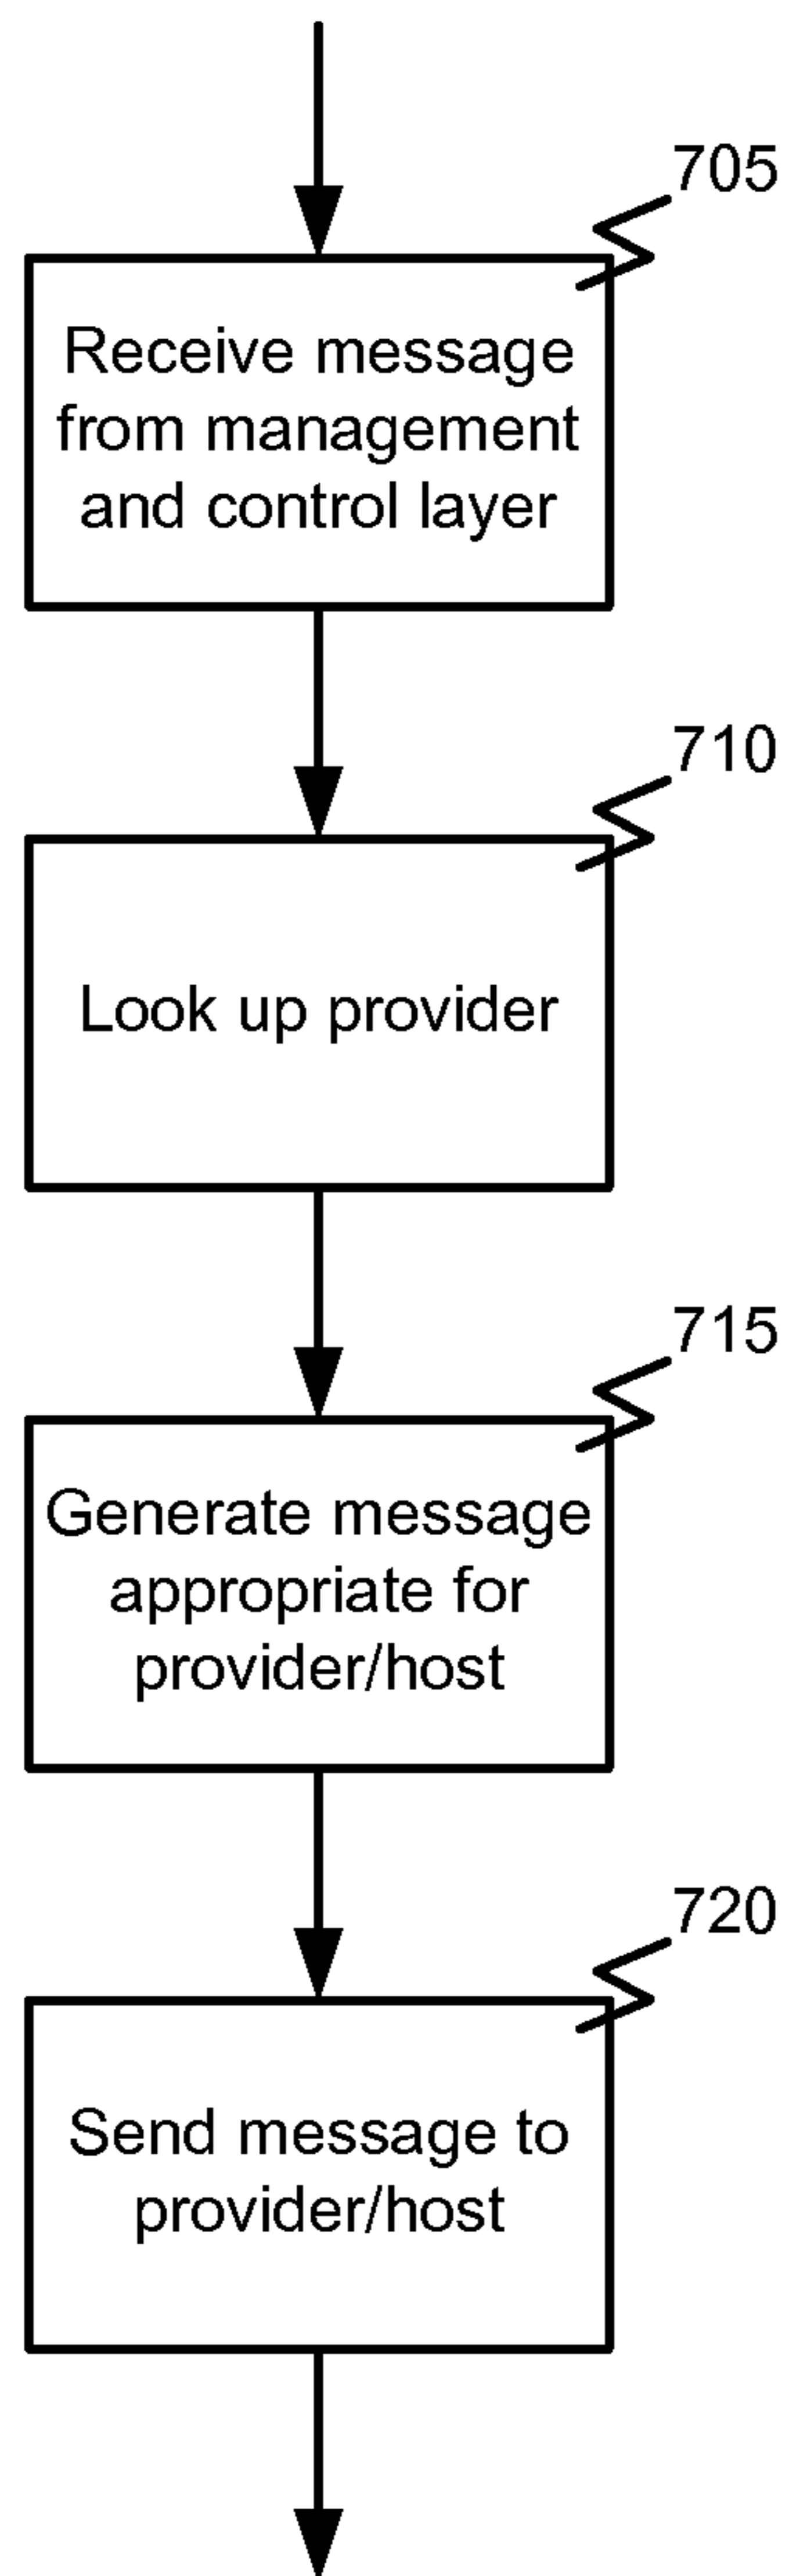 705
Receive message
from management
and control layer
710
Look up provider
715
Generate message
appropriate for
provider/host
720
Send message to
provider/host